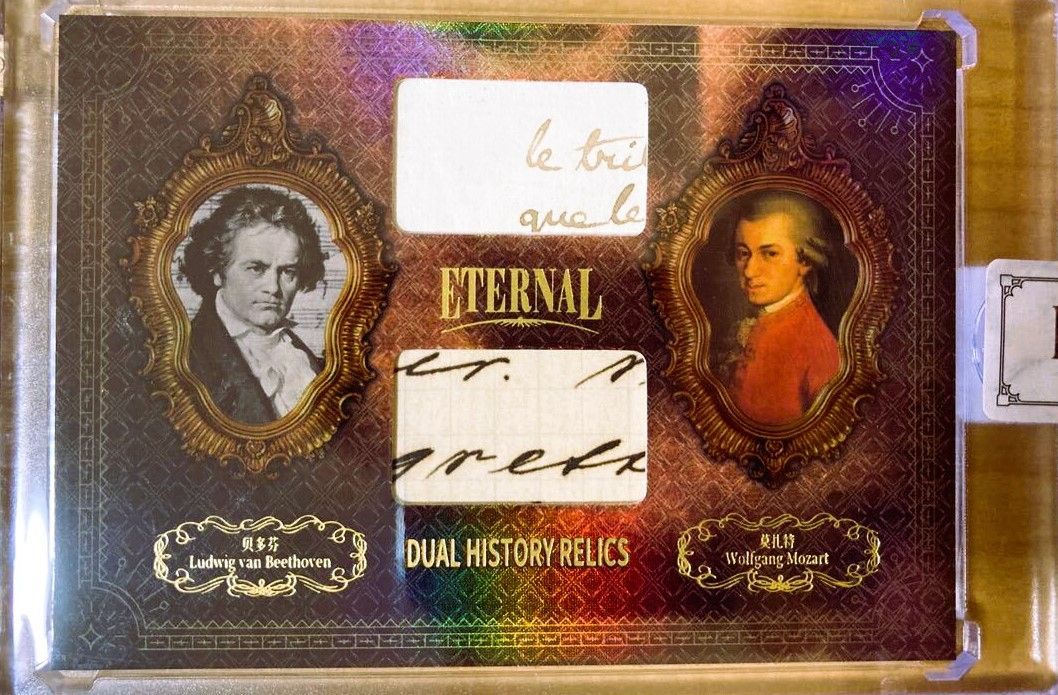 le tri
que le
ETERNAL
er.
grett
DUAL HISTORY RELICS
贝多芬
Ludwig van Beethoven
莫扎特
Wolfgang Mozart